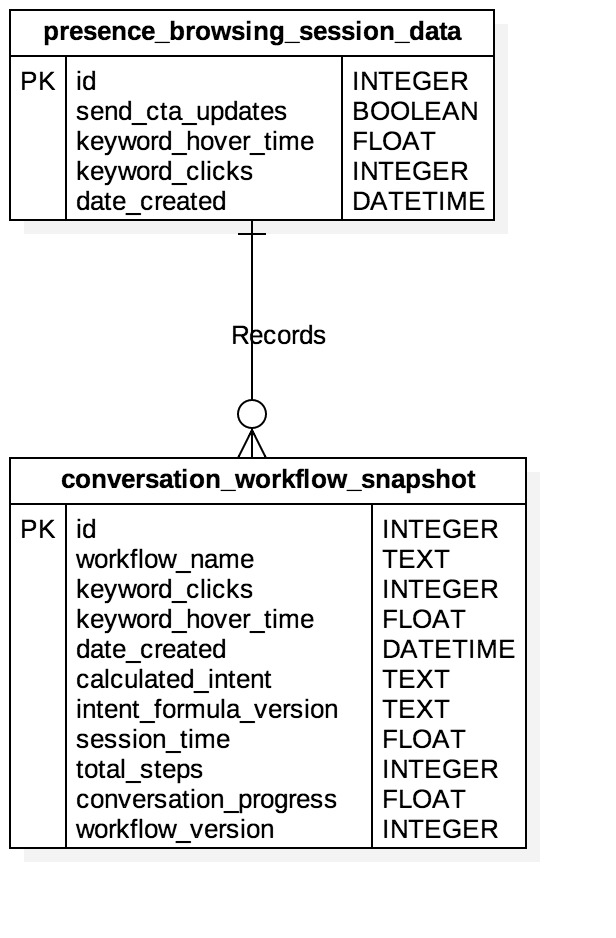 presence_browsing_session_data
PK id INTEGER
send_cta_updates BOOLEAN
keyword_hover_time FLOAT
keyword_clicks INTEGER
date_created DATETIME
Records
conversation_workflow_snapshot
PK id INTEGER
workflow_name TEXT
keyword_clicks INTEGER
keyword_hover_time FLOAT
date_created DATETIME
calculated_intent TEXT
intent_formula_version TEXT
session_time FLOAT
total_steps INTEGER
conversation_progress FLOAT
workflow_version INTEGER